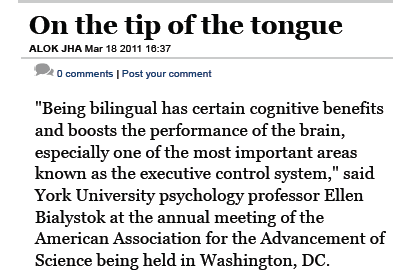 On the tip of the tongue
ALOK JHA Mar 18 2011 16:37
0 comments | Post your comment
"Being bilingual has certain cognitive benefits
and boosts the performance of the brain,
especially one of the most important areas
known as the executive control system," said
York University psychology professor Ellen
Bialystok at the annual meeting of the
American Association for the Advancement of
Science being held in Washington, DC.